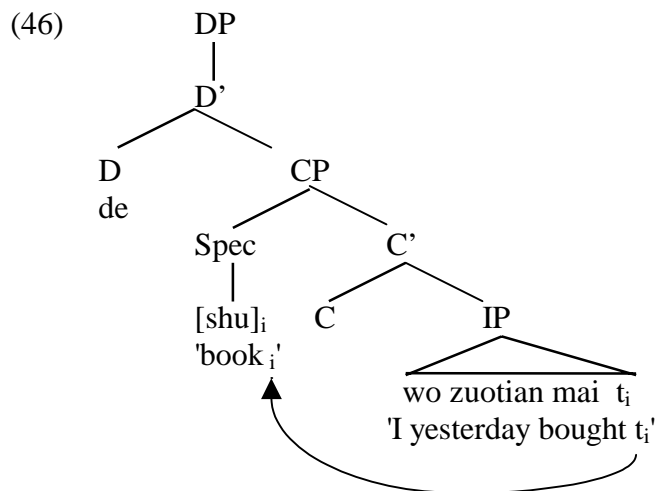 (46) DP
D’
D CP
de
Spec C’
[shu]i C IP
'book i'
wo zuotian mai ti
'I yesterday bought ti'